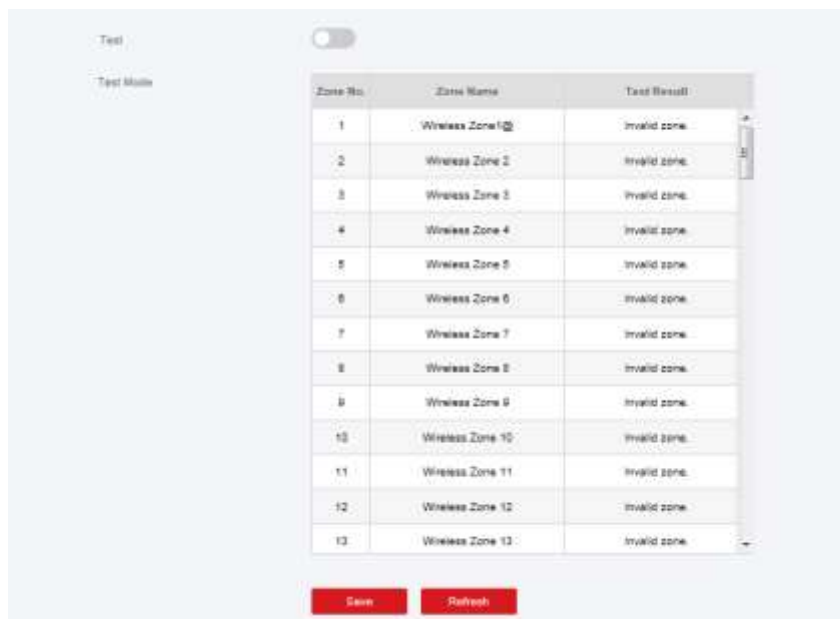 Test
Test Mode
Zone No. Zone Name Test Result
1 Wireless Zone1@ Invalid zone.
2 Wireless Zone 2 Invalid zone.
3 Wireless Zone 3 Invalid zone.
4 Wireless Zone 4 Invalid zone.
5 Wireless Zone 5 Invalid zone.
6 Wireless Zone 6 Invalid zone.
7 Wireless Zone 7 Invalid zone.
8 Wireless Zone 8 Invalid zone.
9 Wireless Zone 9 Invalid zone.
10 Wireless Zone 10 Invalid zone.
11 Wireless Zone 11 Invalid zone.
12 Wireless Zone 12 Invalid zone.
13 Wireless Zone 13 Invalid zone.
Save Refresh